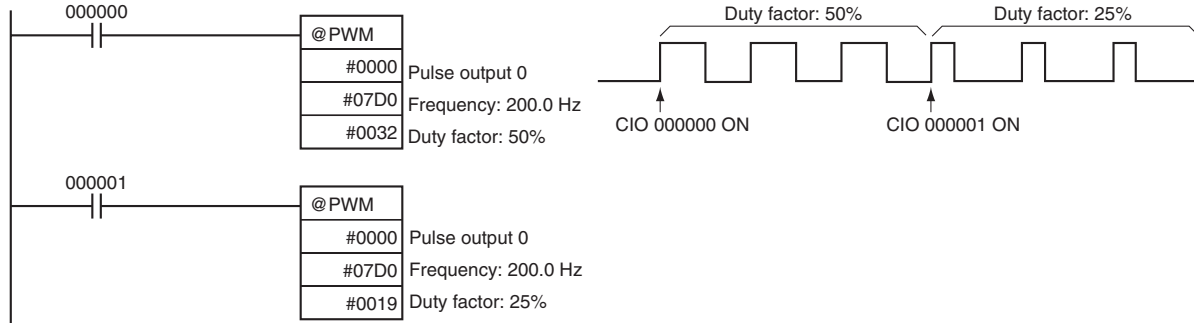 000000
@PWM
#0000 Pulse output 0
#07D0 Frequency: 200.0 Hz
#0032 Duty factor: 50%
Duty factor: 50%
Duty factor: 25%
CIO 000000 ON
CIO 000001 ON
000001
@PWM
#0000 Pulse output 0
#07D0 Frequency: 200.0 Hz
#0019 Duty factor: 25%